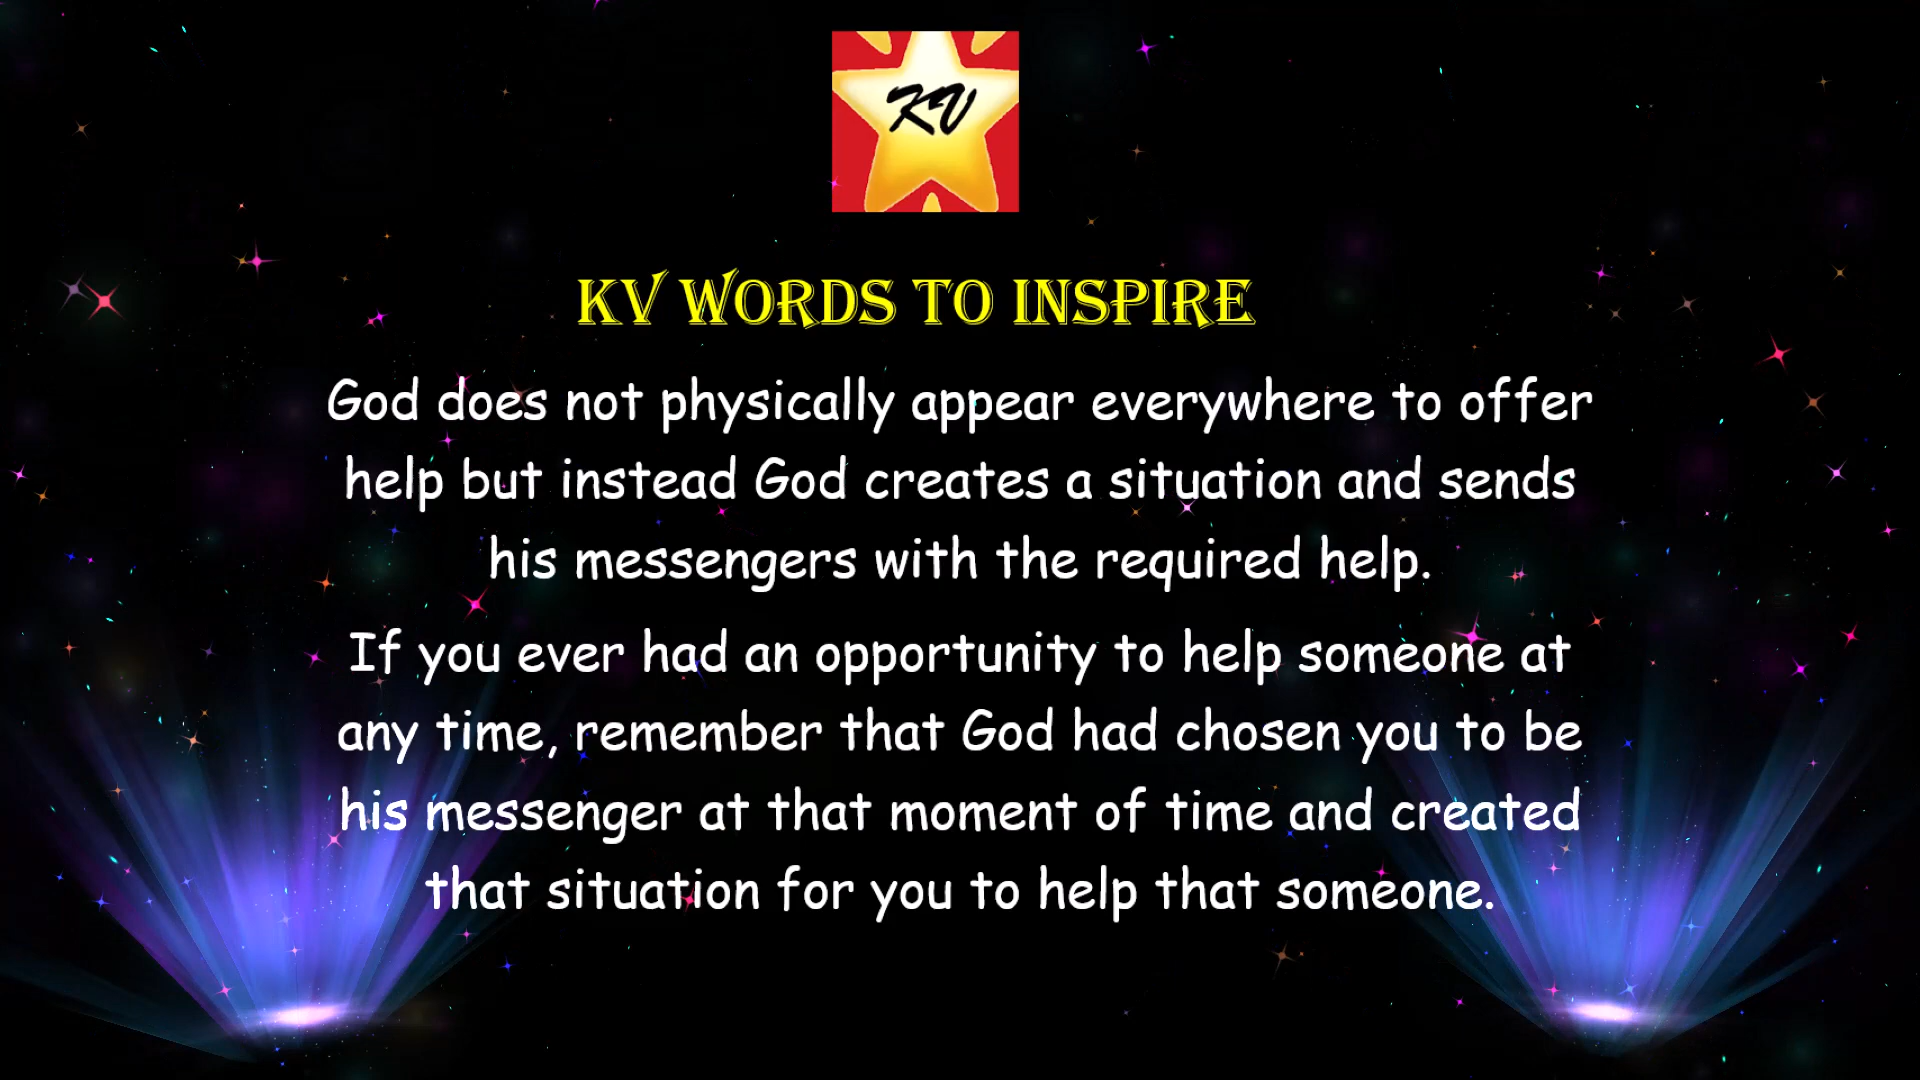 KV
KV WORDS TO INSPIRE
God does not physically appear everywhere to offer
help but instead God creates a situation and sends
his messengers with the required help.
If you ever had an opportunity to help someone at
any time, remember that God had chosen you to be
his messenger at that moment of time and created
that situation for you to help that someone.